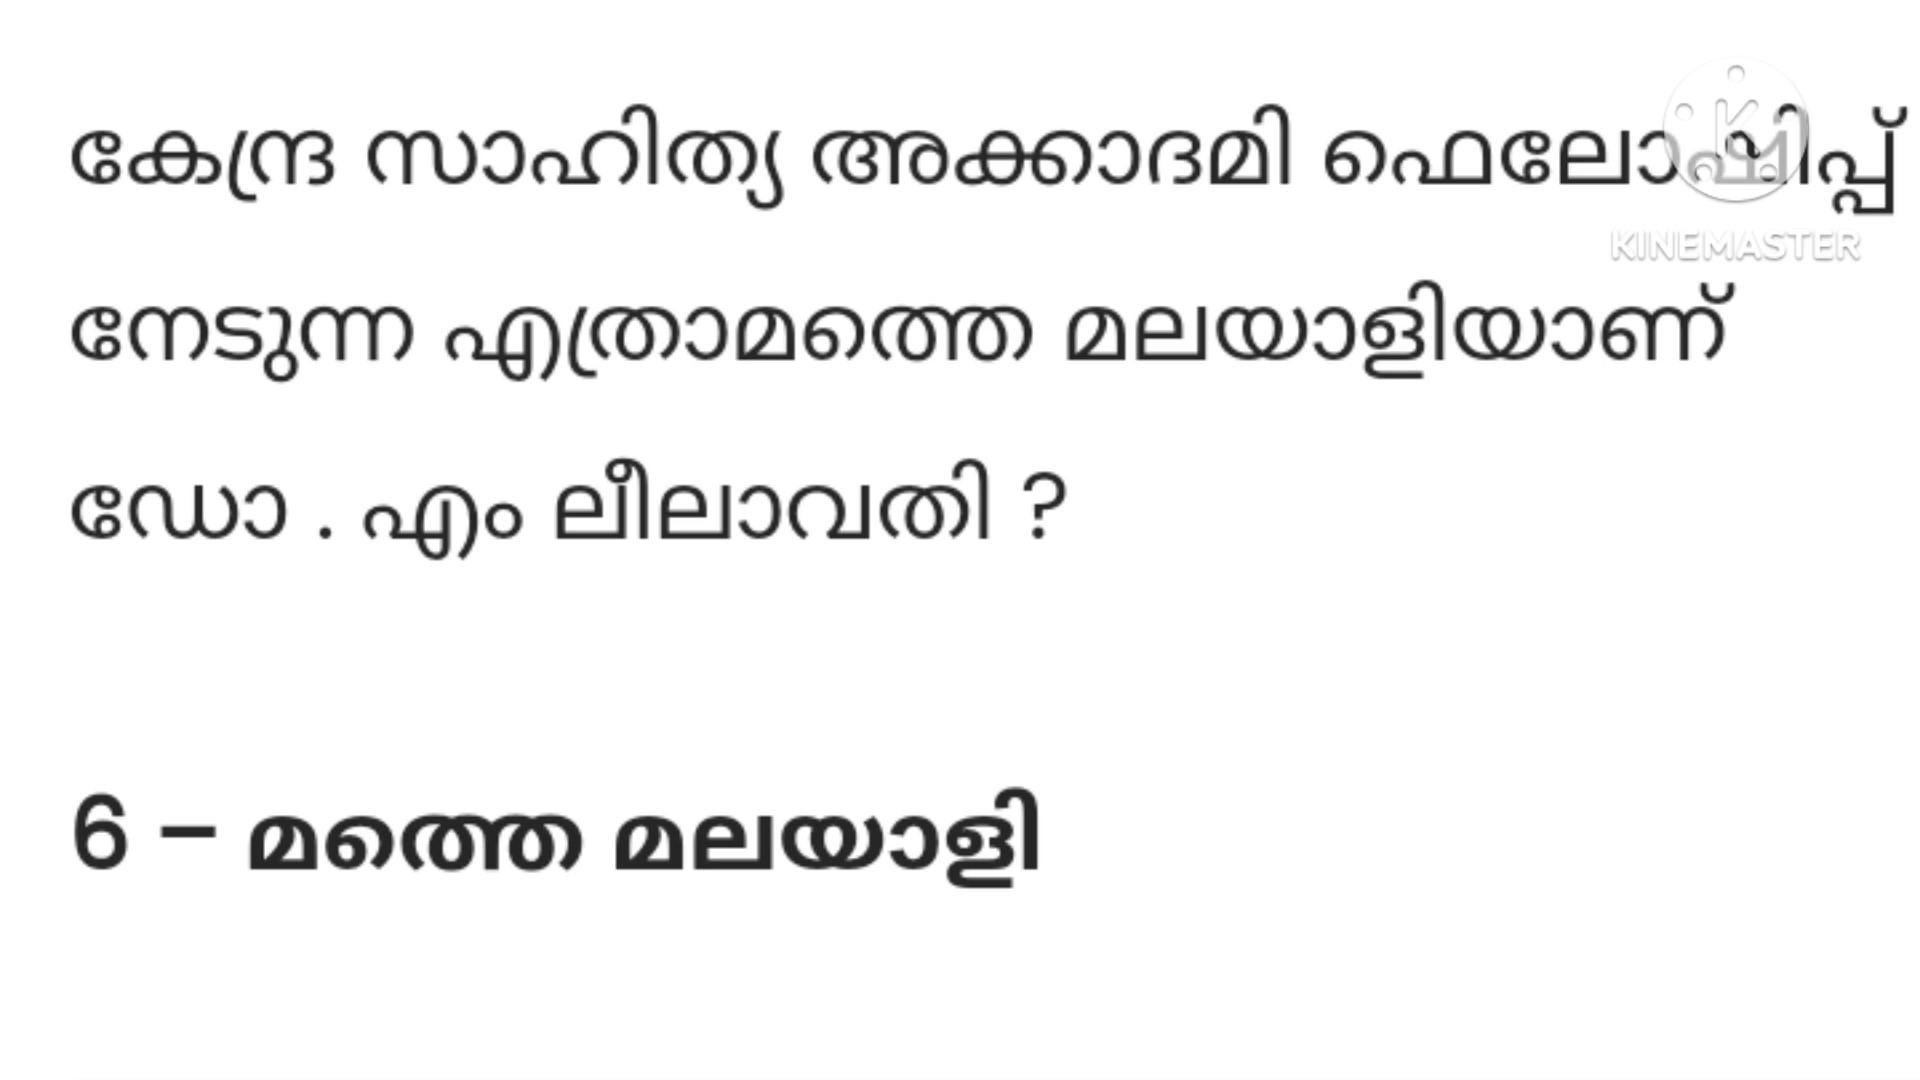 കേന്ദ്ര സാഹിത്യ അക്കാദമി ഫെലോഷിപ്പ്
KINEMASTER
നേടുന്ന എത്രാമത്തെ മലയാളിയാണ്
ഡോ . എം ലീലാവതി ?
6 – മത്തെ മലയാളി